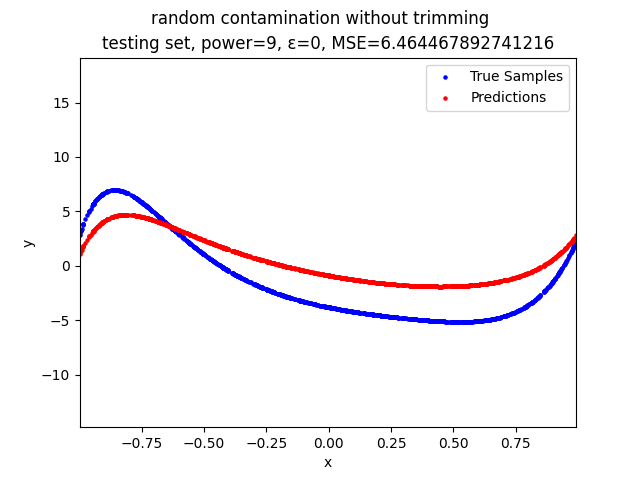 random contamination without trimming
testing set, power=9, ε=0, MSE=6.464467892741216
True Samples
Predictions
15
10
5
0
−5
−10
y
−0.75 −0.50 −0.25 0.00 0.25 0.50 0.75
x